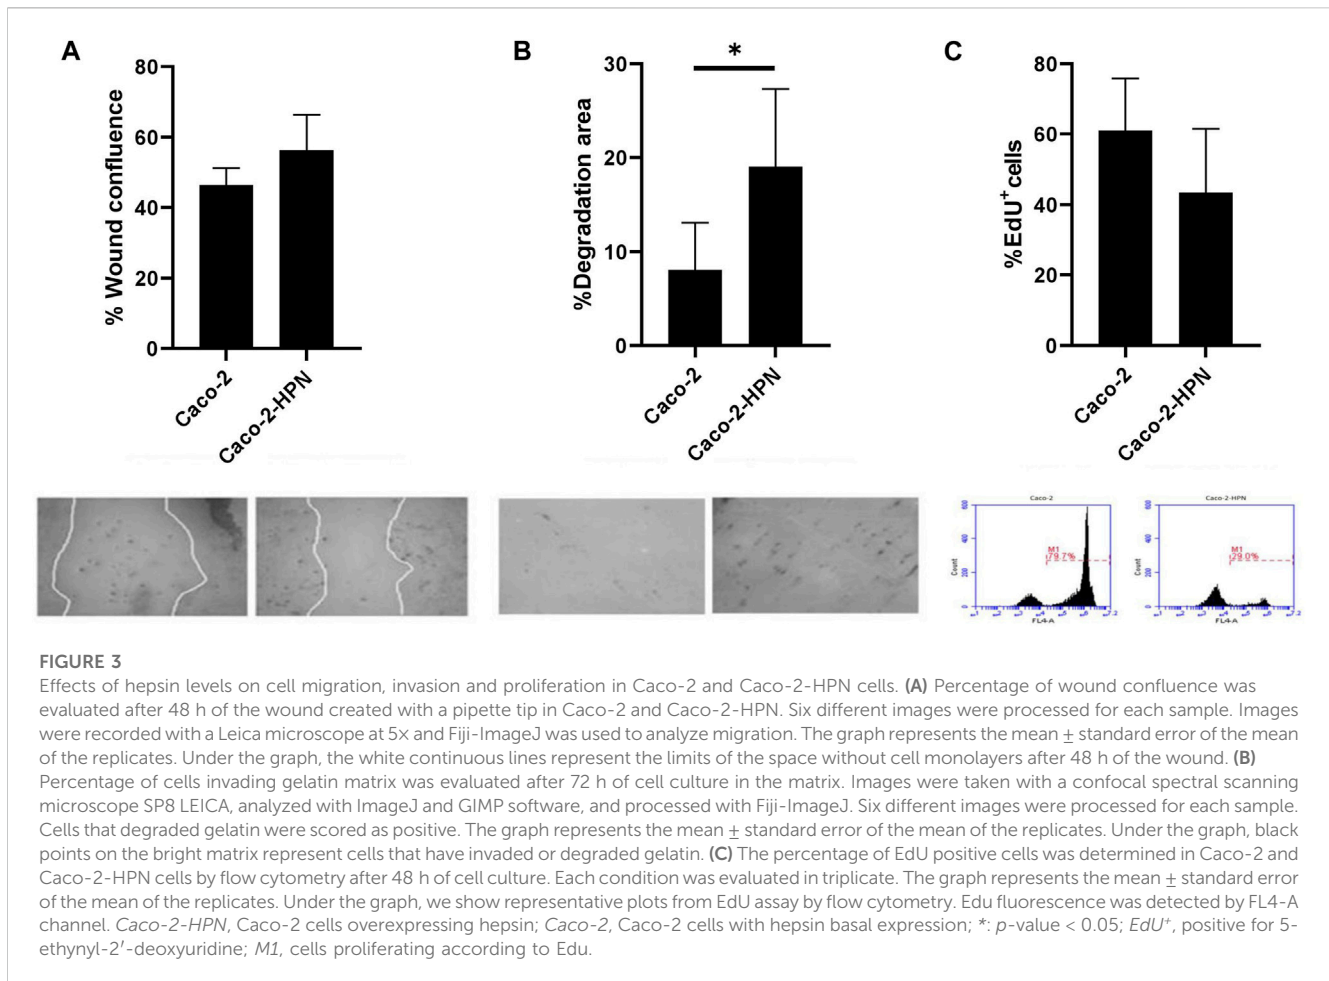 A
B
C
80
60
40
20
0
% Wound confluence
Caco-2
Caco-2-HPN
*
30
20
10
0
%Degradation area
Caco-2
Caco-2-HPN
80
60
40
20
0
%EdU+ cells
Caco-2
Caco-2-HPN
Caco-2
M1
79.7%
Count
FL4-A
Caco-2-HPN
M1
29.0%
Count
FL4-A
FIGURE 3
Effects of hepsin levels on cell migration, invasion and proliferation in Caco-2 and Caco-2-HPN cells. (A) Percentage of wound confluence was
evaluated after 48 h of the wound created with a pipette tip in Caco-2 and Caco-2-HPN. Six different images were processed for each sample. Images
were recorded with a Leica microscope at 5× and Fiji-ImageJ was used to analyze migration. The graph represents the mean ± standard error of the mean
of the replicates. Under the graph, the white continuous lines represent the limits of the space without cell monolayers after 48 h of the wound. (B)
Percentage of cells invading gelatin matrix was evaluated after 72 h of cell culture in the matrix. Images were taken with a confocal spectral scanning
microscope SP8 LEICA, analyzed with ImageJ and GIMP software, and processed with Fiji-ImageJ. Six different images were processed for each sample.
Cells that degraded gelatin were scored as positive. The graph represents the mean ± standard error of the mean of the replicates. Under the graph, black
points on the bright matrix represent cells that have invaded or degraded gelatin. (C) The percentage of EdU positive cells was determined in Caco-2 and
Caco-2-HPN cells by flow cytometry after 48 h of cell culture. Each condition was evaluated in triplicate. The graph represents the mean ± standard error
of the mean of the replicates. Under the graph, we show representative plots from EdU assay by flow cytometry. Edu fluorescence was detected by FL4-A
channel. Caco-2-HPN, Caco-2 cells overexpressing hepsin; Caco-2, Caco-2 cells with hepsin basal expression; *: p-value < 0.05; EdU+, positive for 5-
ethynyl-2′-deoxyuridine; M1, cells proliferating according to Edu.